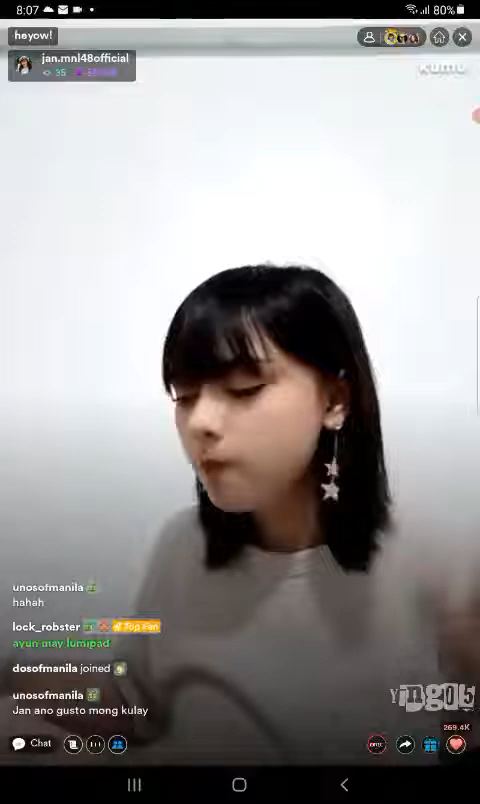 8:07
80%
heyow!
jan.mnl48official
35
kumu
unosofmanila
hahah
lock_robster Top Fan
ayun may lumipad
dosofmanila joined
unosofmanila
Jan ano gusto mong kulay
Yingo5
269.4K
Chat